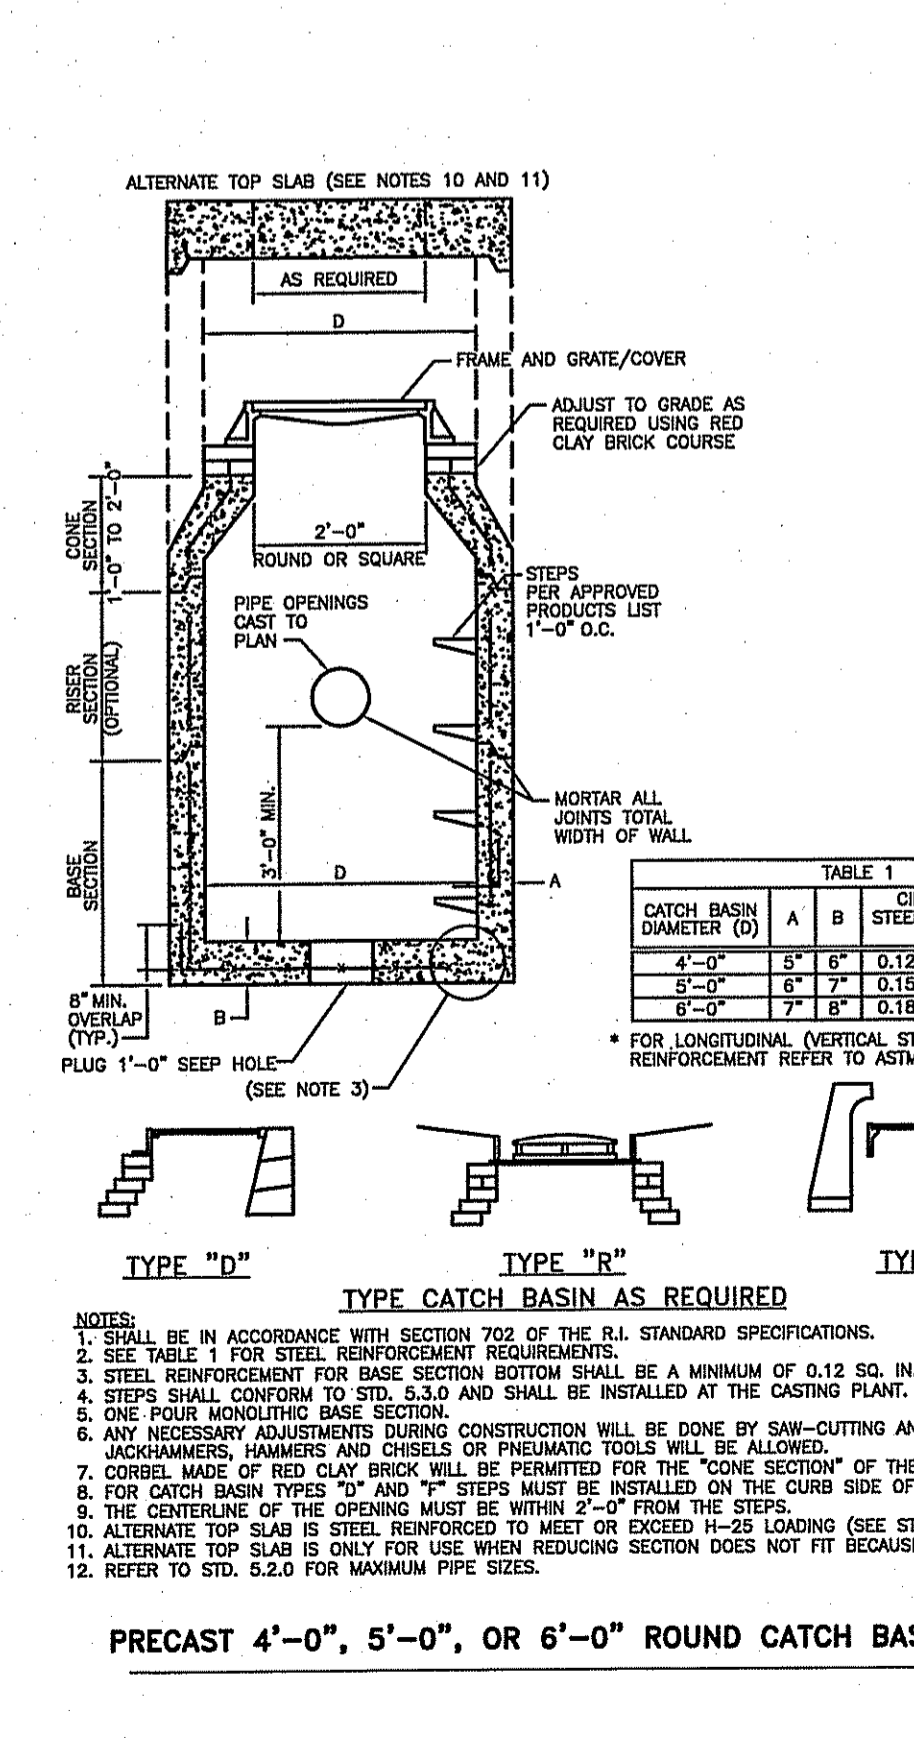 ALTERNATE TOP SLAB (SEE NOTES 10 AND 11)
AS REQUIRED
D
FRAME AND GRATE/COVER
ADJUST TO GRADE AS
REQUIRED USING RED
CLAY BRICK COURSE
CONE
SECTION
1'-0" TO 2'-0"
2'-0"
ROUND OR SQUARE
STEPS
PER APPROVED
PRODUCTS LIST
1'-0" O.C.
PIPE OPENINGS
CAST TO
PLAN
RISER
SECTION
(OPTIONAL)
MORTAR ALL
JOINTS TOTAL
WIDTH OF WALL
3'-0" MIN.
BASE
SECTION
D
A
8" MIN.
OVERLAP
(TYP.)
B
PLUG 1'-0" SEEP HOLE
(SEE NOTE 3)
TABLE 1
CATCH BASIN
DIAMETER (D)
A
B
CI
STEE
4'-0" 5" 6" 0.12
5'-0" 6" 7" 0.15
6'-0" 7" 8" 0.18
* FOR LONGITUDINAL (VERTICAL ST
REINFORCEMENT REFER TO ASTM
TYPE "D"
TYPE "R"
TYP
TYPE CATCH BASIN AS REQUIRED
NOTES:
1. SHALL BE IN ACCORDANCE WITH SECTION 702 OF THE R.I. STANDARD SPECIFICATIONS.
2. SEE TABLE 1 FOR STEEL REINFORCEMENT REQUIREMENTS.
3. STEEL REINFORCEMENT FOR BASE SECTION BOTTOM SHALL BE A MINIMUM OF 0.12 SQ. IN.
4. STEPS SHALL CONFORM TO STD. 5.3.0 AND SHALL BE INSTALLED AT THE CASTING PLANT.
5. ONE POUR MONOLITHIC BASE SECTION.
6. ANY NECESSARY ADJUSTMENTS DURING CONSTRUCTION WILL BE DONE BY SAW-CUTTING AN
JACKHAMMERS, HAMMERS AND CHISELS OR PNEUMATIC TOOLS WILL BE ALLOWED.
7. CORBEL MADE OF RED CLAY BRICK WILL BE PERMITTED FOR THE "CONE SECTION" OF THE
8. FOR CATCH BASIN TYPES "D" AND "F" STEPS MUST BE INSTALLED ON THE CURB SIDE OF
9. THE CENTERLINE OF THE OPENING MUST BE WITHIN 2'-0" FROM THE STEPS.
10. ALTERNATE TOP SLAB IS STEEL REINFORCED TO MEET OR EXCEED H-25 LOADING (SEE ST
11. ALTERNATE TOP SLAB IS ONLY FOR USE WHEN REDUCING SECTION DOES NOT FIT BECAUS
12. REFER TO STD. 5.2.0 FOR MAXIMUM PIPE SIZES.
PRECAST 4'-0", 5'-0", OR 6'-0" ROUND CATCH BAS